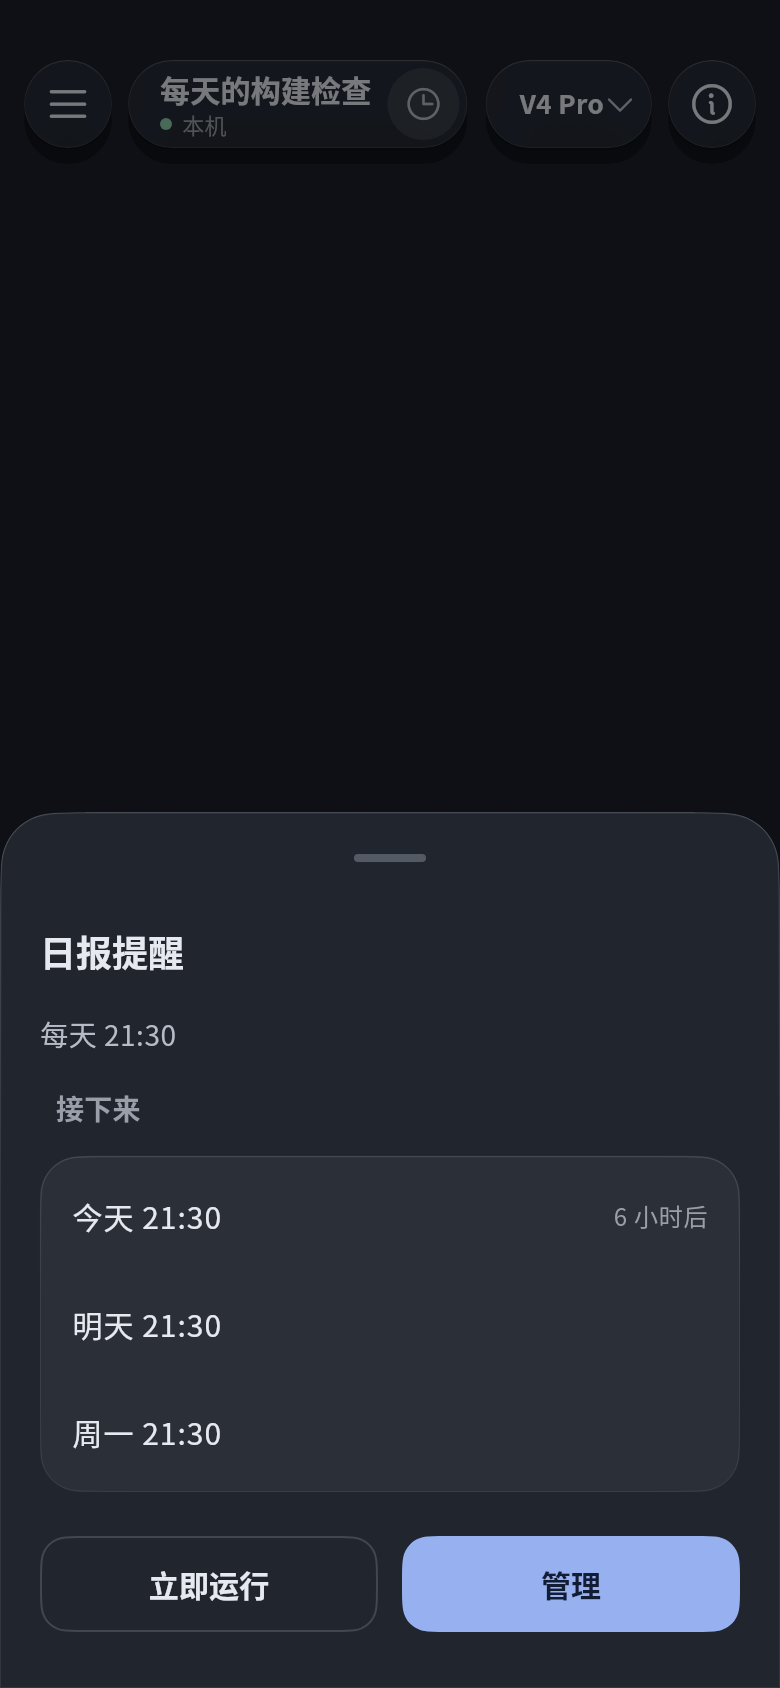 每天的构建检查
本机
V4 Pro
日报提醒
每天 21:30
接下来
今天 21:30
6 小时后
明天 21:30
周一 21:30
立即运行
管理